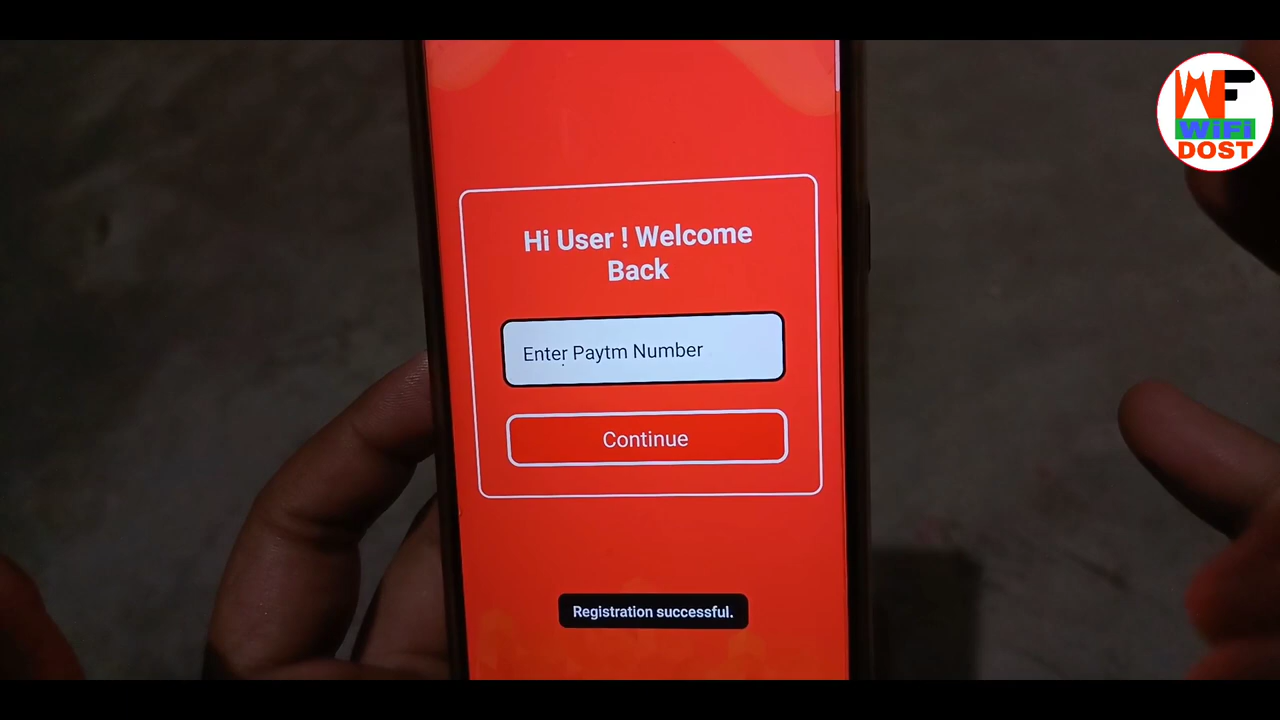 WF
WiFi
DOST
Hi User ! Welcome
Back
Enter Paytm Number
Continue
Registration successful.